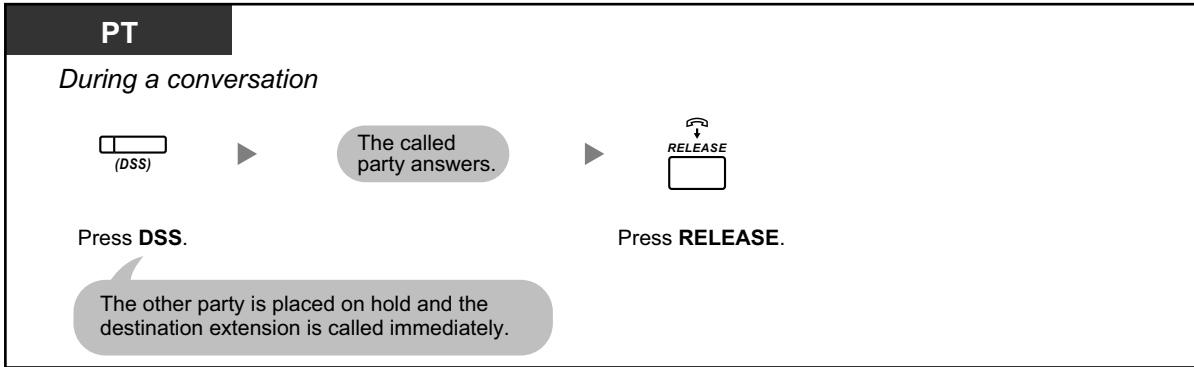 PT
During a conversation
(DSS)
The called
party answers.
RELEASE
Press DSS.
Press RELEASE.
The other party is placed on hold and the
destination extension is called immediately.